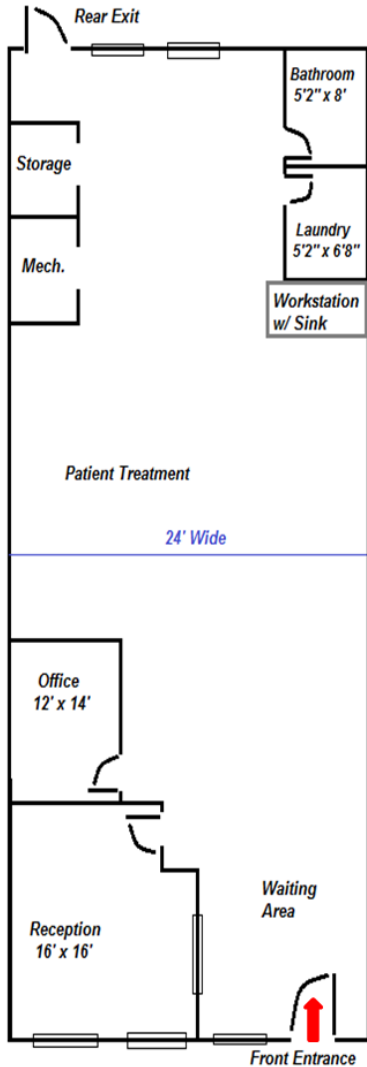 Rear Exit
Bathroom
5'2" x 8'
Storage
Laundry
5'2" x 6'8"
Mech.
Workstation
w/ Sink
Patient Treatment
24' Wide
Office
12' x 14'
Waiting
Area
Reception
16' x 16'
Front Entrance